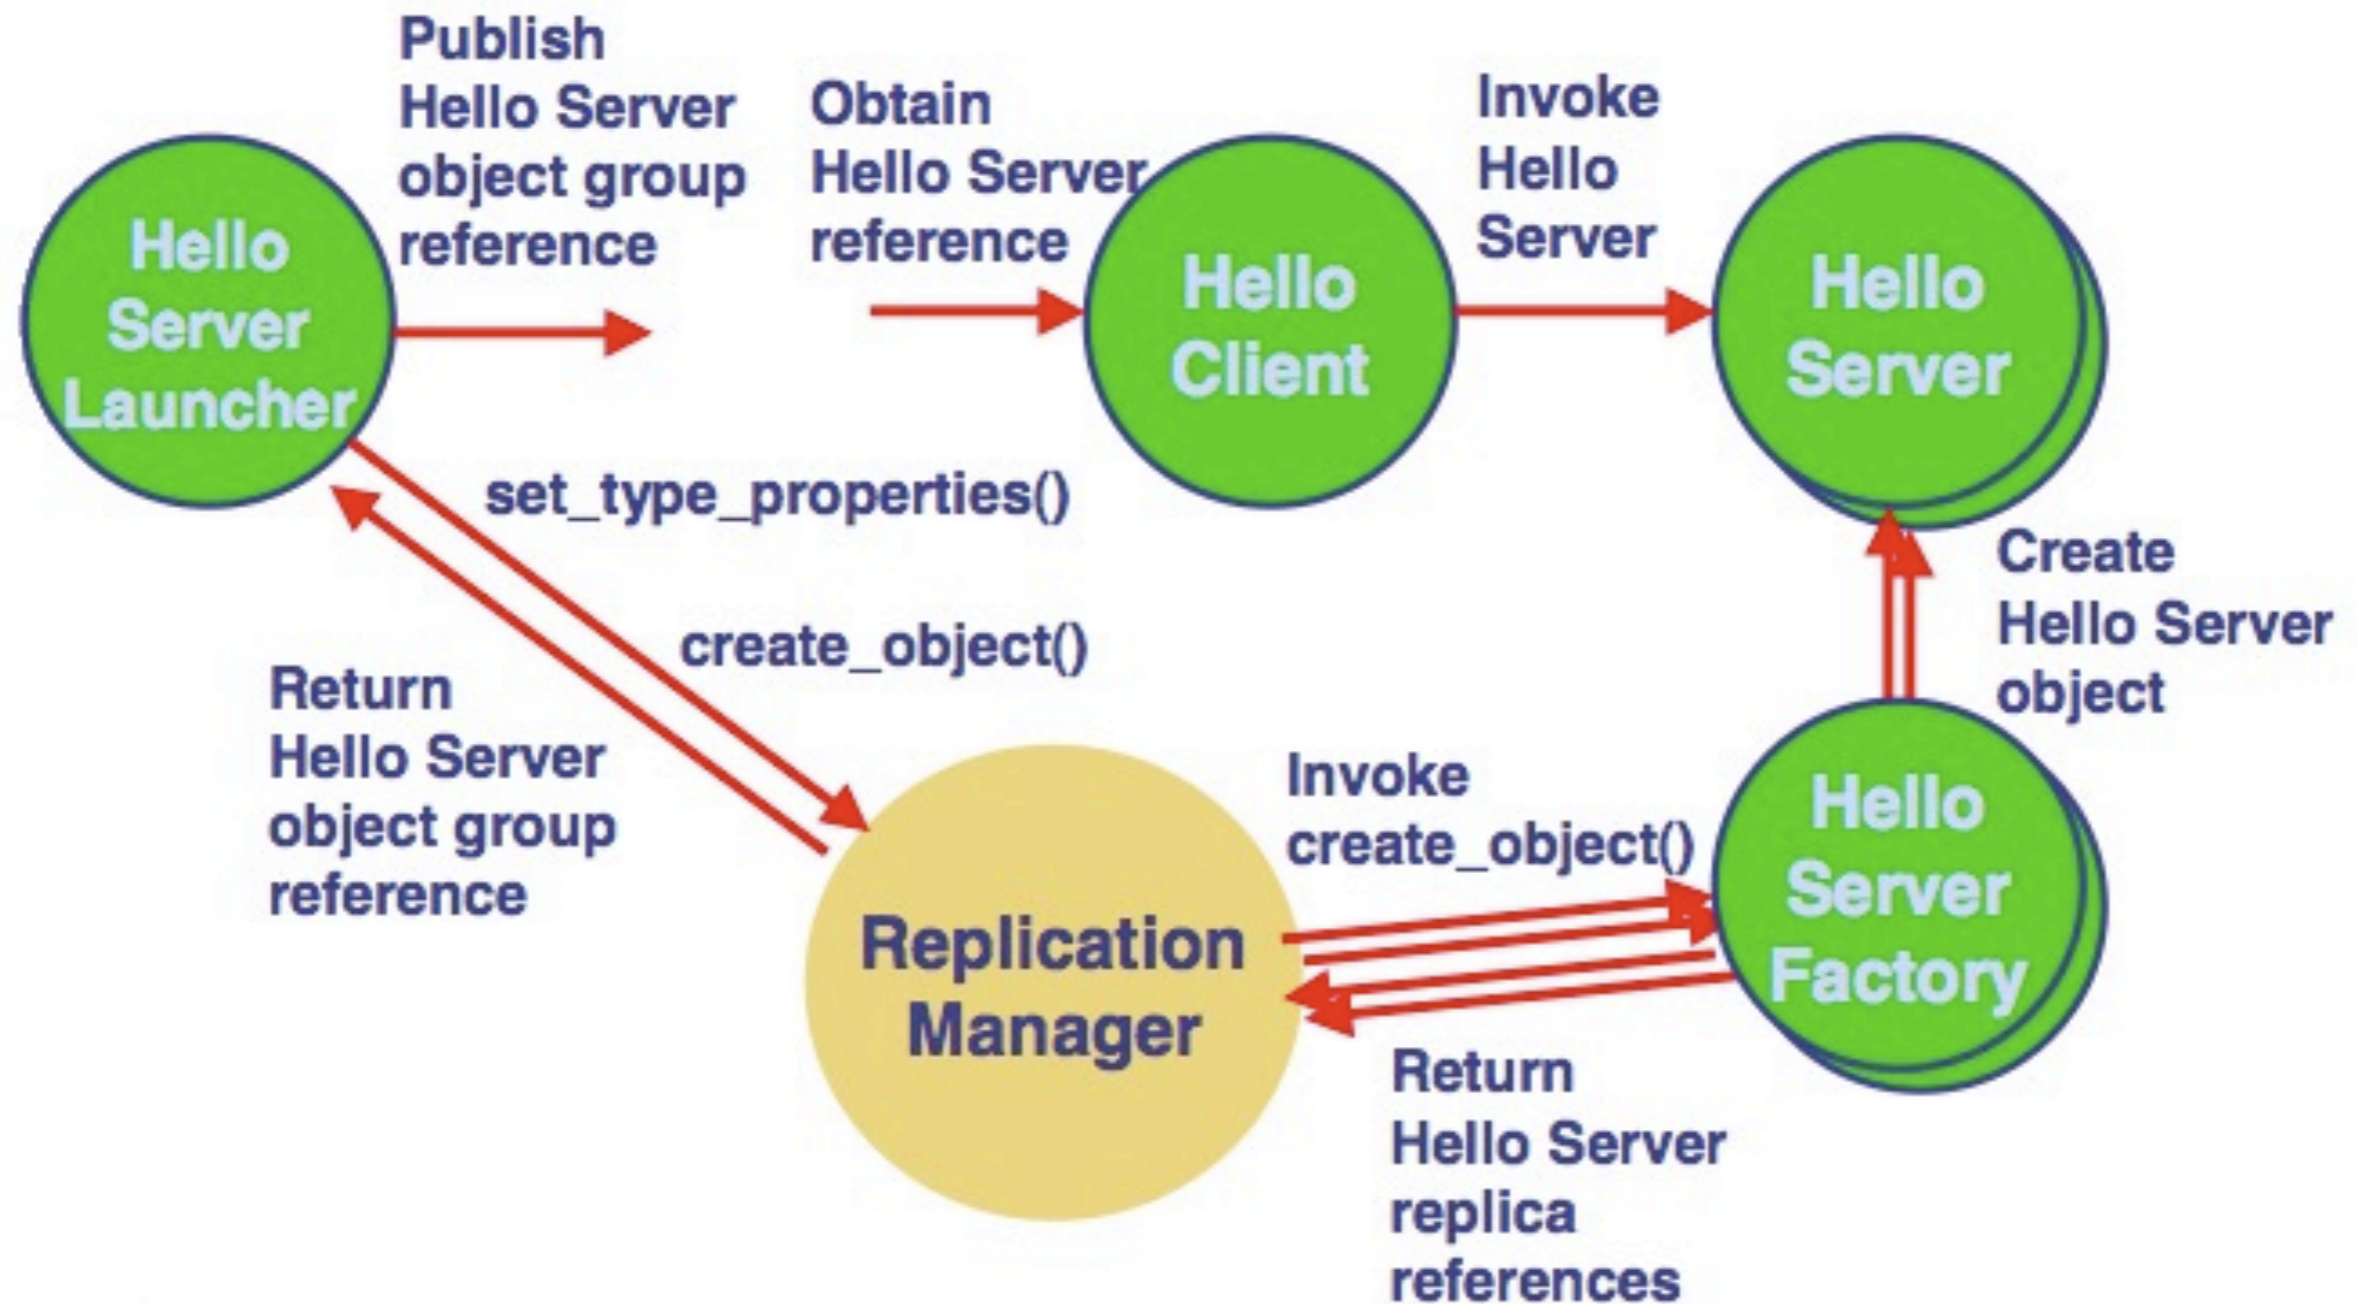 Publish
Hello Server
object group
reference
Obtain
Hello Server
reference
Invoke
Hello
Server
Hello
Server
Launcher
Hello
Client
Hello
Server
set_type_properties()
create_object()
Return
Hello Server
object group
reference
Create
Hello Server
object
Invoke
create_object()
Hello
Server
Factory
Replication
Manager
Return
Hello Server
replica
references